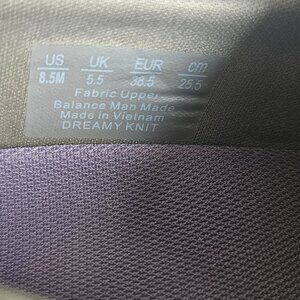 US UK EUR cm
8.5M 5.5 38.5 25.5
Fabric Upper
Balance Man Made
Made in Vietnam
DREAMY KNIT